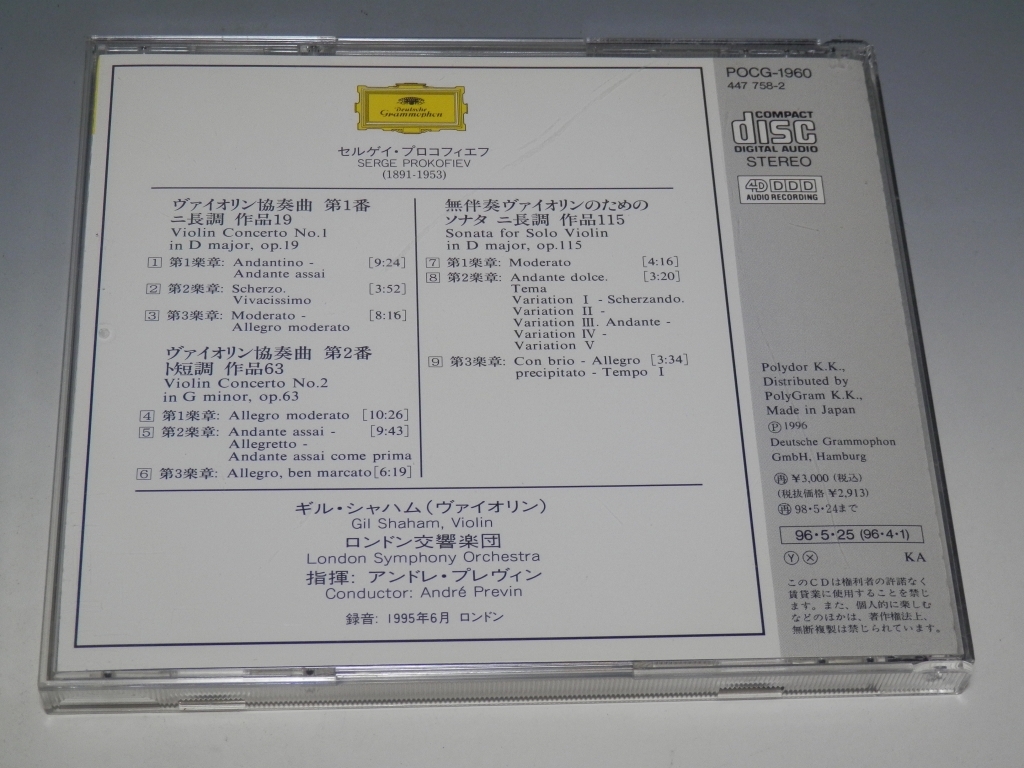 Deutsche
Grammophon
セルゲイ・プロコフィエフ
SERGE PROKOFIEV
(1891-1953)
ヴァイオリン協奏曲 第1番
ニ長調 作品19
Violin Concerto No.1
in D major, op.19
1 第1楽章: Andantino - [9:24]
Andante assai
2 第2楽章: Scherzo. [3:52]
Vivacissimo
3 第3楽章: Moderato - [8:16]
Allegro moderato
ヴァイオリン協奏曲 第2番
ト短調 作品63
Violin Concerto No.2
in G minor, op.63
4 第1楽章: Allegro moderato [10:26]
5 第2楽章: Andante assai - [9:43]
Allegretto -
Andante assai come prima
6 第3楽章: Allegro, ben marcato [6:19]
無伴奏ヴァイオリンのための
ソナタ ニ長調 作品115
Sonata for Solo Violin
in D major, op.115
7 第1楽章: Moderato [4:16]
8 第2楽章: Andante dolce. [3:20]
Tema
Variation I - Scherzando.
Variation II -
Variation III. Andante -
Variation IV -
Variation V
9 第3楽章: Con brio - Allegro [3:34]
precipitato - Tempo I
ギル・シャハム(ヴァイオリン)
Gil Shaham, Violin
ロンドン交響楽団
London Symphony Orchestra
指揮: アンドレ・プレヴィン
Conductor: André Previn
録音: 1995年6月 ロンドン
POCG-1960
447 758-2
COMPACT
disc
DIGITAL AUDIO
STEREO
4D DDD
AUDIO RECORDING
Polydor K.K.,
Distributed by
PolyGram K.K.,
Made in Japan
Ⓟ1996
Deutsche Grammophon
GmbH, Hamburg
再 ¥3,000 (税込)
(税抜価格 ¥2,913)
再 98・5・24まで
96・5・25 (96・4・1)
Ⓨ Ⓧ KA
このCDは権利者の許諾なく
賃貸業に使用することを禁じ
ます。また、個人的に楽しむ
などのほかは、著作権法上、
無断複製は禁じられています。